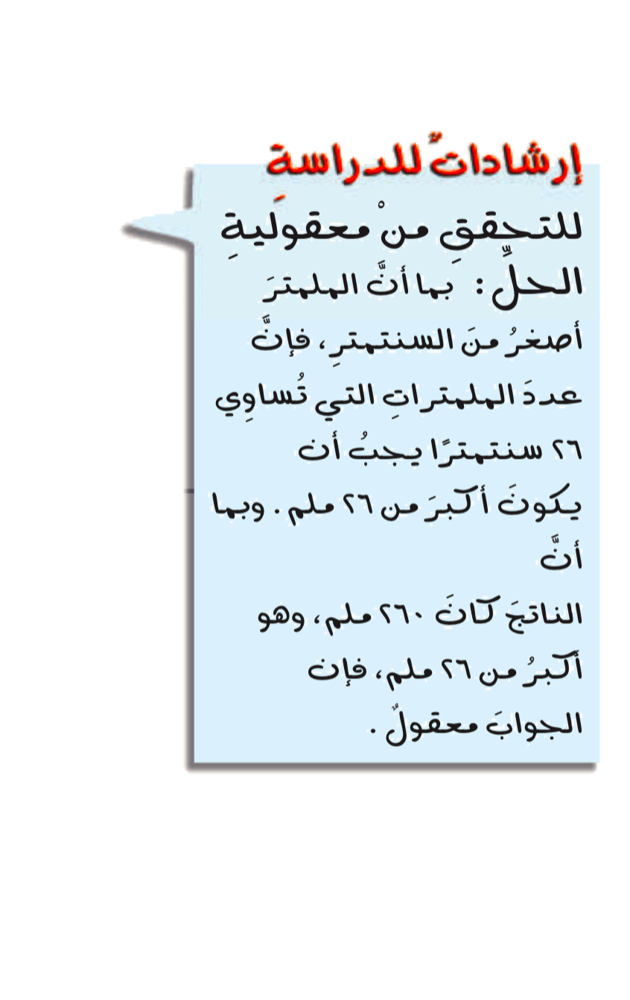 إرشاداتٌ للدراسةِ
للتحققِ منْ معقوليةِ
الحلِّ : بما أنَّ الملمترَ
أصغرُ منَ السنتمترِ ، فإنَّ
عددَ الملمتراتِ التي تُساوِي
٢٦ سنتمترًا يجبُ أن
يكونَ أكبرَ من ٢٦ ملم . وبما
أنَّ
الناتجَ كانَ ٢٦٠ ملم، وهو
أكبرُ من ٢٦ ملم، فإن
الجوابَ معقولٌ .